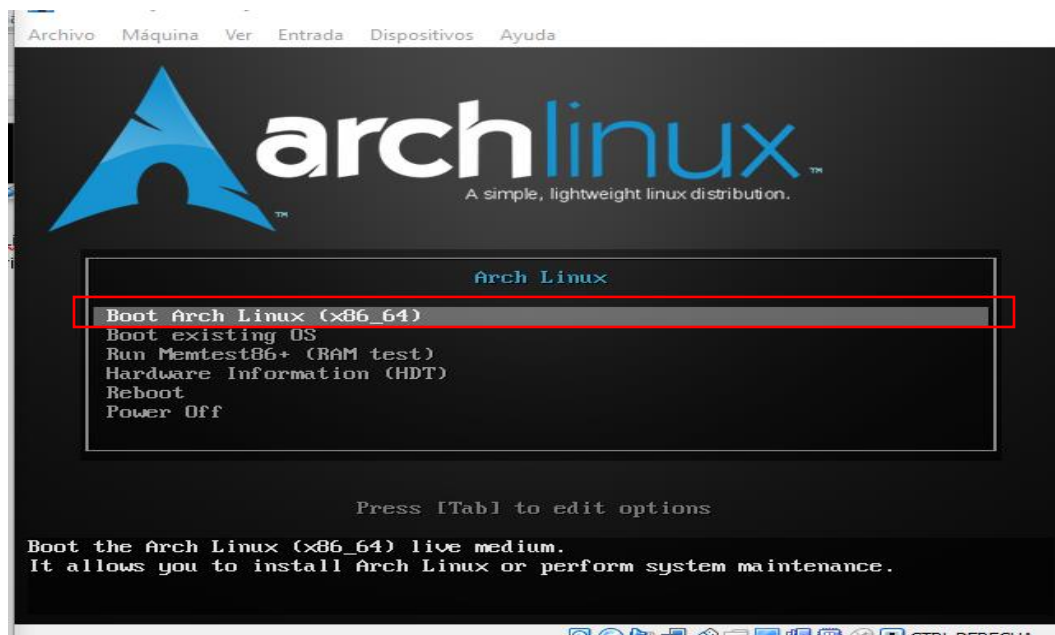 Archivo Máquina Ver Entrada Dispositivos Ayuda
archlinux™
A simple, lightweight linux distribution.
™
Arch Linux
Boot Arch Linux (x86_64)
Boot existing OS
Run Memtest86+ (RAM test)
Hardware Information (HDT)
Reboot
Power Off
Press [Tab] to edit options
Boot the Arch Linux (x86_64) live medium.
It allows you to install Arch Linux or perform system maintenance.
CTRL DERECHA